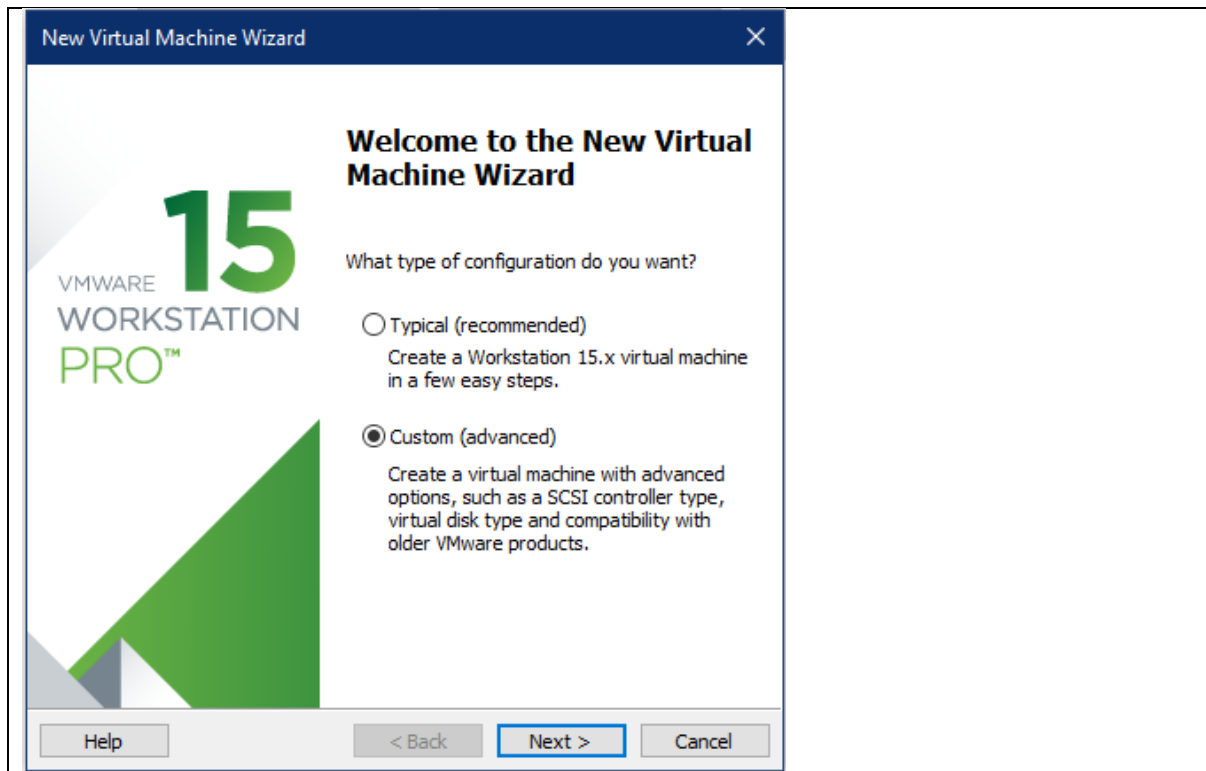 New Virtual Machine Wizard
Welcome to the New Virtual
Machine Wizard
15
VMWARE
WORKSTATION
PRO™
What type of configuration do you want?
Typical (recommended)
Create a Workstation 15.x virtual machine
in a few easy steps.
Custom (advanced)
Create a virtual machine with advanced
options, such as a SCSI controller type,
virtual disk type and compatibility with
older VMware products.
Help
< Back
Next >
Cancel